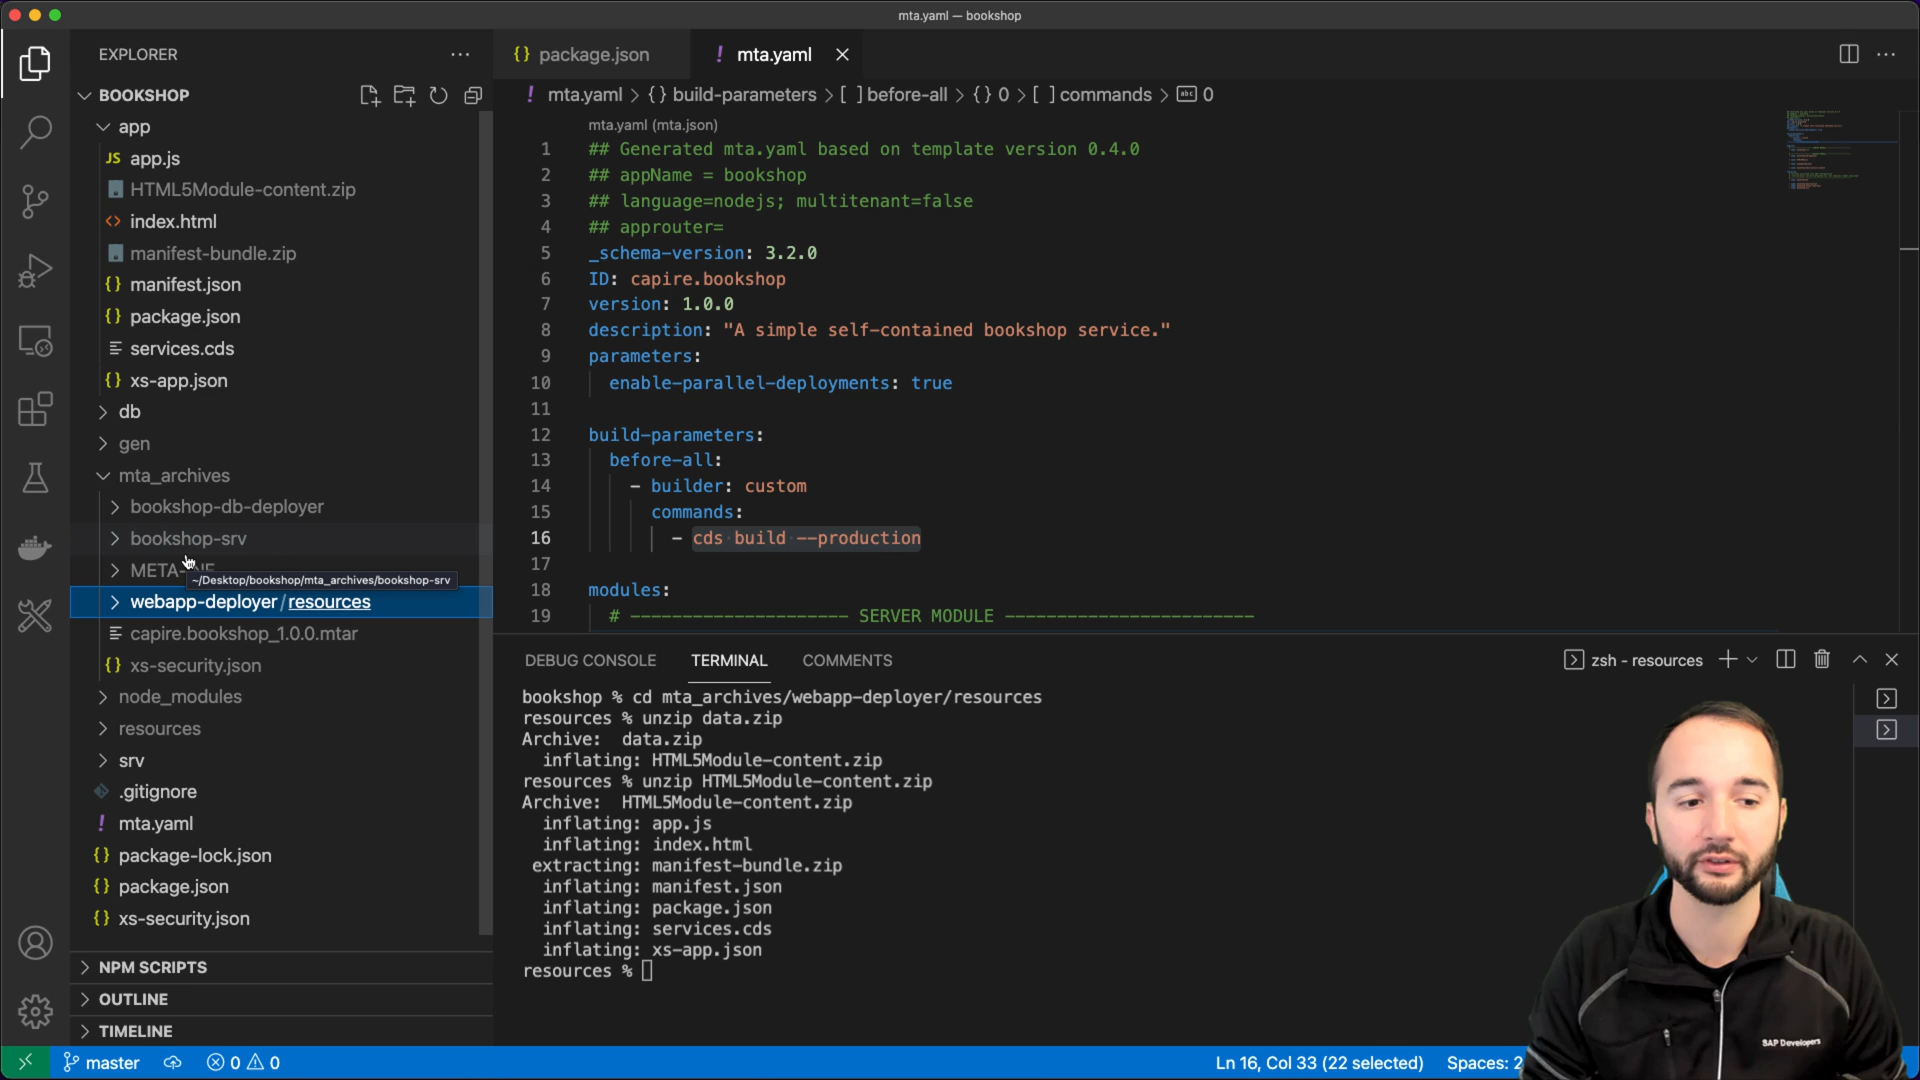 mta.yaml — bookshop
EXPLORER
BOOKSHOP
app
JS app.js
HTML5Module-content.zip
<> index.html
manifest-bundle.zip
{} manifest.json
{} package.json
services.cds
{} xs-app.json
db
gen
mta_archives
bookshop-db-deployer
bookshop-srv
META-INF
~/Desktop/bookshop/mta_archives/bookshop-srv
webapp-deployer/resources
capire.bookshop_1.0.0.mtar
{} xs-security.json
node_modules
resources
srv
.gitignore
! mta.yaml
{} package-lock.json
{} package.json
{} xs-security.json
NPM SCRIPTS
OUTLINE
TIMELINE
{} package.json
! mta.yaml
! mta.yaml > {} build-parameters > [ ] before-all > {} 0 > [ ] commands > abc 0
mta.yaml (mta.json)
1 ## Generated mta.yaml based on template version 0.4.0
2 ## appName = bookshop
3 ## language=nodejs; multitenant=false
4 ## approuter=
5 _schema-version: 3.2.0
6 ID: capire.bookshop
7 version: 1.0.0
8 description: "A simple self-contained bookshop service."
9 parameters:
10 enable-parallel-deployments: true
11
12 build-parameters:
13 before-all:
14 - builder: custom
15 commands:
16 - cds build --production
17
18 modules:
19 # --------------------- SERVER MODULE ------------------------
DEBUG CONSOLE TERMINAL COMMENTS
zsh - resources
bookshop % cd mta_archives/webapp-deployer/resources
resources % unzip data.zip
Archive:  data.zip
inflating: HTML5Module-content.zip
resources % unzip HTML5Module-content.zip
Archive:  HTML5Module-content.zip
inflating: app.js
inflating: index.html
extracting: manifest-bundle.zip
inflating: manifest.json
inflating: package.json
inflating: services.cds
inflating: xs-app.json
resources %
SAP Developers
master
0 0
Ln 16, Col 33 (22 selected)
Spaces: 2